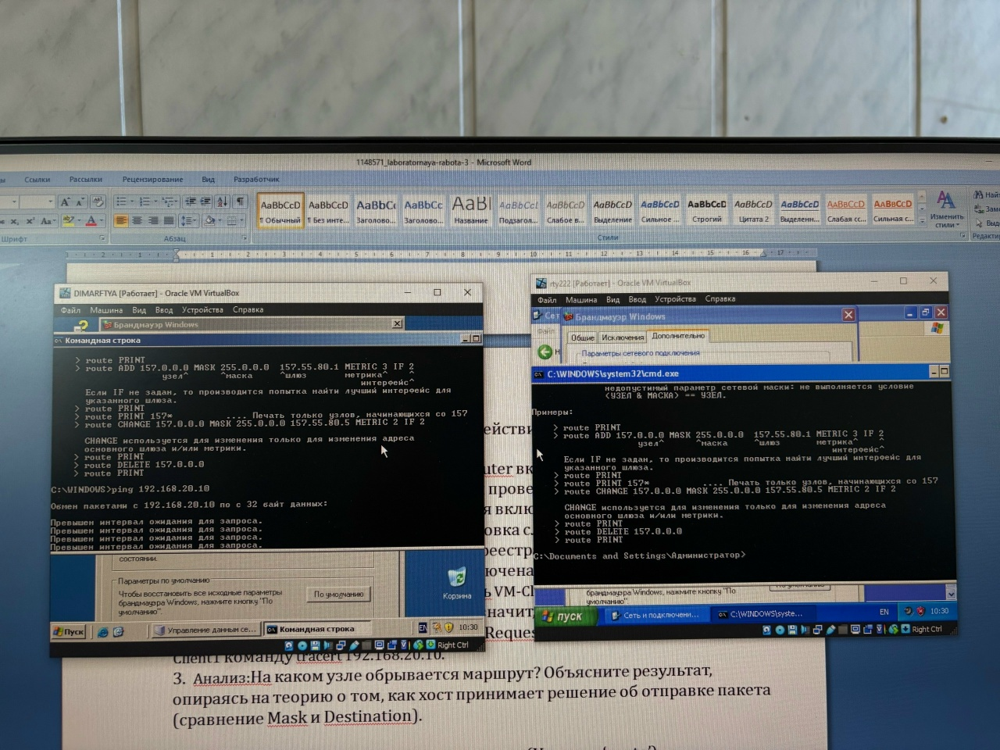 1148571_laboratornaya-rabota-3 - Microsoft Word
Ссылки Рассылки Рецензирование Вид Разработчик
AaBbCcD AaBbCcD AaBbC AaBbCc AaBl AaBbCcl AaBbCcD AaBbCcD AaBbCcD AaBbCcD AaBbCcD AaBbCcD AaBbCcD AaBbCcD
¶ Обычный ¶ Без инте... Заголово... Заголово... Название Подзагол... Слабое в... Выделение Сильное ... Строгий Цитата 2 Выделенн... Слабая сс... Сильная с...
Изменить стили
Шрифт Абзац Стили
DIMARFTYA [Работает] - Oracle VM VirtualBox
Файл Машина Вид Ввод Устройства Справка
Брандмауэр Windows
Командная строка
> route PRINT
> route ADD 157.0.0.0 MASK 255.0.0.0 157.55.80.1 METRIC 3 IF 2
узел^ ^маска ^шлюз метрика^ ^
интерфейс^
Если IF не задан, то производится попытка найти лучший интерфейс для
указанного шлюза.
> route PRINT
> route PRINT 157* .... Печать только узлов, начинающихся со 157
> route CHANGE 157.0.0.0 MASK 255.0.0.0 157.55.80.5 METRIC 2 IF 2
CHANGE используется для изменения только для изменения адреса
основного шлюза и/или метрики.
> route PRINT
> route DELETE 157.0.0.0
> route PRINT
C:\WINDOWS>ping 192.168.20.10
Обмен пакетами с 192.168.20.10 по с 32 байт данных:
Превышен интервал ожидания для запроса.
Превышен интервал ожидания для запроса.
Превышен интервал ожидания для запроса.
Превышен интервал ожидания для запроса.
состоянии.
Параметры по умолчанию
Чтобы восстановить все исходные параметры
брандмауэра Windows, нажмите кнопку "По
умолчанию".
По умолчанию
Корзина
Пуск Управление данным се... Командная строка EN 10:30
Right Ctrl
rty222 [Работает] - Oracle VM VirtualBox
Файл Машина Вид Ввод Устройства Справка
Брандмауэр Windows
Общие Исключения Дополнительно
Параметры сетевого подключения
C:\WINDOWS\system32\cmd.exe
недопустимый параметр сетевой маски: не выполняется условие
(УЗЕЛ & МАСКА) == УЗЕЛ.
Примеры:
> route PRINT
> route ADD 157.0.0.0 MASK 255.0.0.0 157.55.80.1 METRIC 3 IF 2
узел^ ^маска ^шлюз метрика^ ^
интерфейс^
Если IF не задан, то производится попытка найти лучший интерфейс для
указанного шлюза.
> route PRINT
> route PRINT 157* .... Печать только узлов, начинающихся со 157
> route CHANGE 157.0.0.0 MASK 255.0.0.0 157.55.80.5 METRIC 2 IF 2
CHANGE используется для изменения только для изменения адреса
основного шлюза и/или метрики.
> route PRINT
> route DELETE 157.0.0.0
> route PRINT
C:\Documents and Settings\Администратор>
брандмауэра Windows, нажмите кнопку "По
умолчанию".
пуск Сеть и подключени... C:\WINDOWS\syste... EN 10:30
Right Ctrl
Client1 команду tracert 192.168.20.10.
3. Анализ:На каком узле обрывается маршрут? Объясните результат,
опираясь на теорию о том, как хост принимает решение об отправке пакета
(сравнение Mask и Destination).